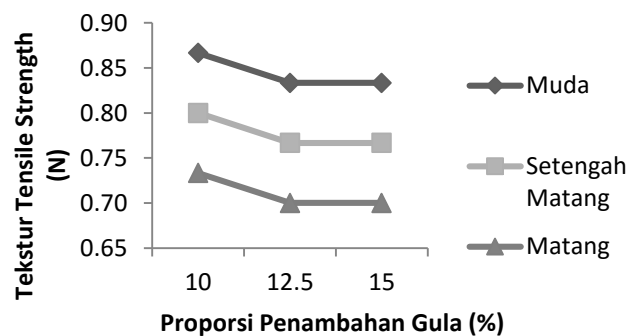 Tekstur Tensile Strength
(N)
0.90
0.85
0.80
0.75
0.70
0.65
10 12.5 15
Proporsi Penambahan Gula (%)
Muda
Setengah
Matang
Matang